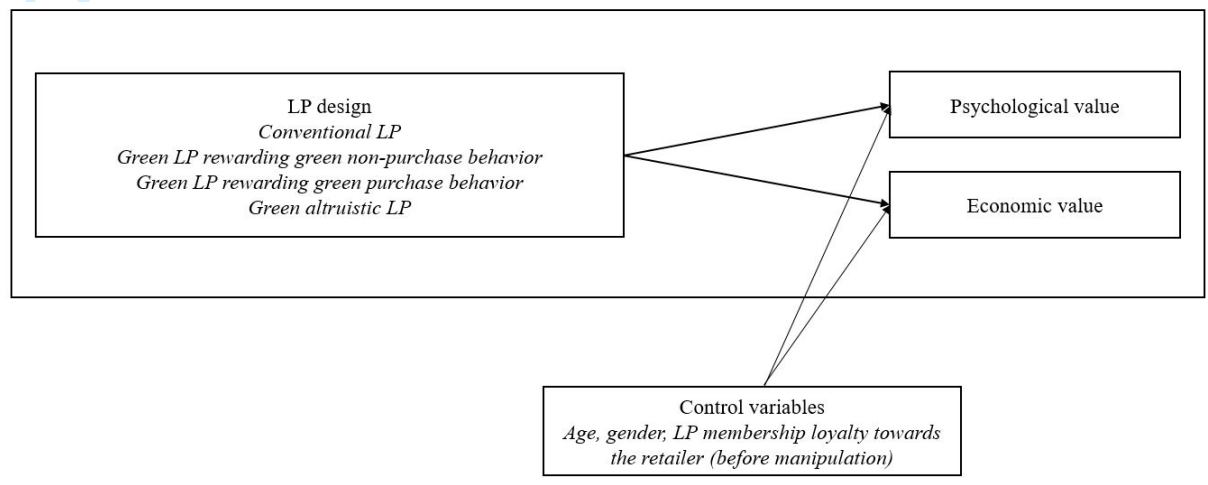 LP design
Conventional LP
Green LP rewarding green non-purchase behavior
Green LP rewarding green purchase behavior
Green altruistic LP
Psychological value
Economic value
Control variables
Age, gender, LP membership loyalty towards
the retailer (before manipulation)